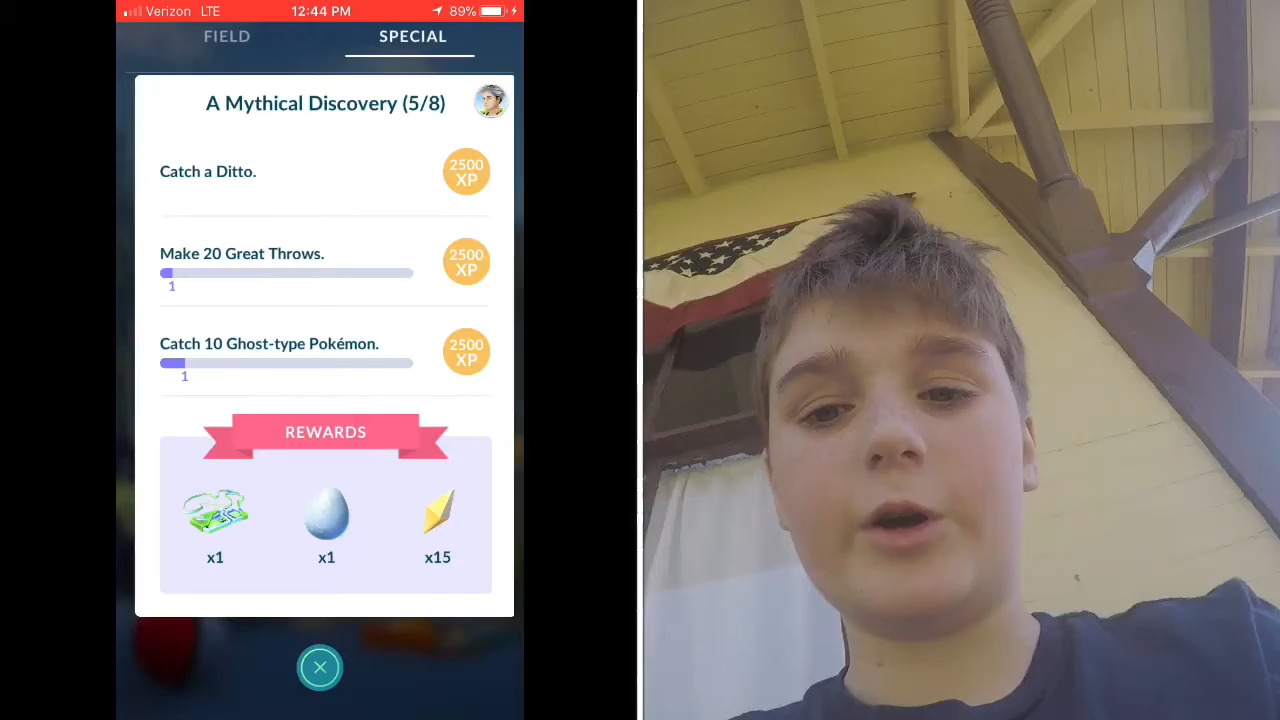 Verizon LTE 12:44 PM 89%
FIELD SPECIAL
A Mythical Discovery (5/8)
Catch a Ditto.
2500
XP
Make 20 Great Throws.
2500
XP
1
Catch 10 Ghost-type Pokémon.
2500
XP
1
REWARDS
x1 x1 x15